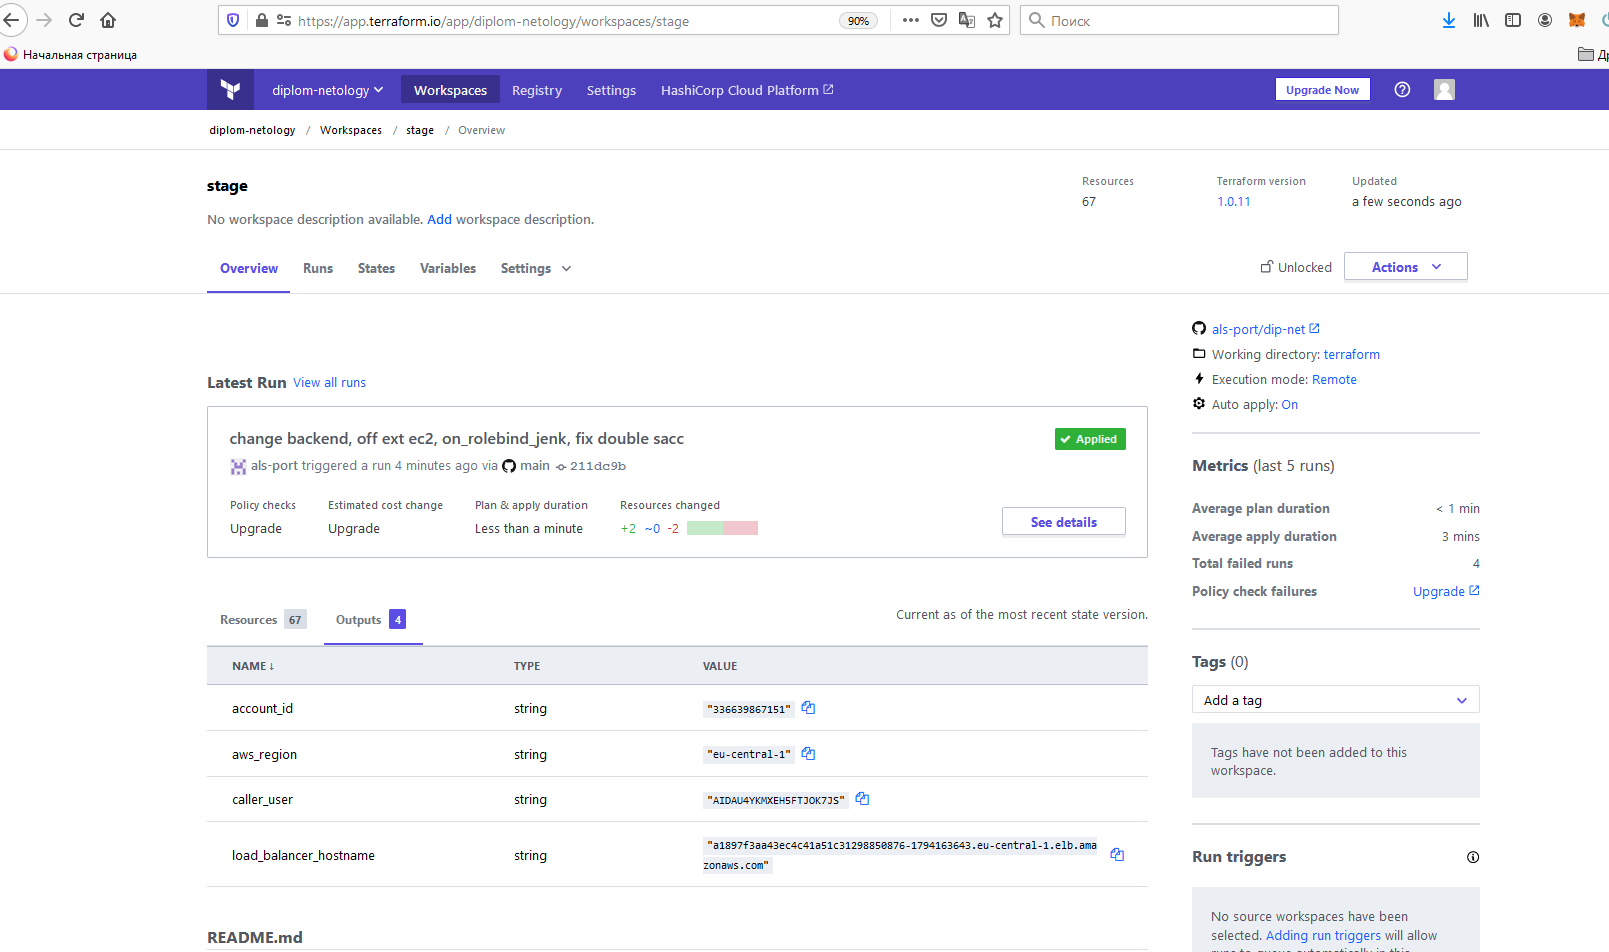 https://app.terraform.io/app/diplom-netology/workspaces/stage
90%
Поиск
Начальная страница
diplom-netology
Workspaces
Registry
Settings
HashiCorp Cloud Platform
Upgrade Now
diplom-netology / Workspaces / stage / Overview
stage
No workspace description available. Add workspace description.
Resources
67
Terraform version
1.0.11
Updated
a few seconds ago
Overview
Runs
States
Variables
Settings
Unlocked
Actions
Latest Run View all runs
change backend, off ext ec2, on_rolebind_jenk, fix double sacc
Applied
als-port triggered a run 4 minutes ago via main 211dc9b
Policy checks
Upgrade
Estimated cost change
Upgrade
Plan & apply duration
Less than a minute
Resources changed
+2 ~0 -2
See details
Resources 67
Outputs 4
Current as of the most recent state version.
NAME ↓ TYPE VALUE
account_id string "336639867151"
aws_region string "eu-central-1"
caller_user string "AIDAU4YKMXEH5FTJOK7JS"
load_balancer_hostname string "a1897f3aa43ec4c41a51c31298850876-1794163643.eu-central-1.elb.ama
zonaws.com"
README.md
als-port/dip-net
Working directory: terraform
Execution mode: Remote
Auto apply: On
Metrics (last 5 runs)
Average plan duration < 1 min
Average apply duration 3 mins
Total failed runs 4
Policy check failures Upgrade
Tags (0)
Add a tag
Tags have not been added to this
workspace.
Run triggers
No source workspaces have been
selected. Adding run triggers will allow